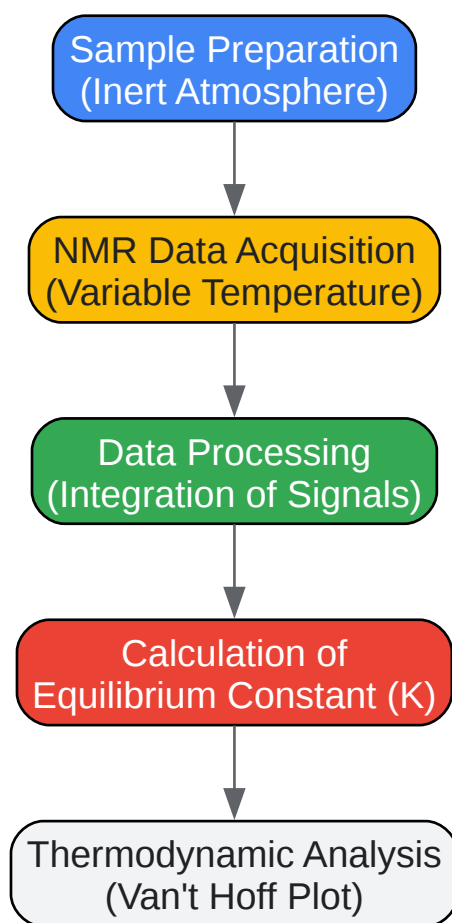 Sample Preparation
(Inert Atmosphere)
NMR Data Acquisition
(Variable Temperature)
Data Processing
(Integration of Signals)
Calculation of
Equilibrium Constant (K)
Thermodynamic Analysis
(Van't Hoff Plot)